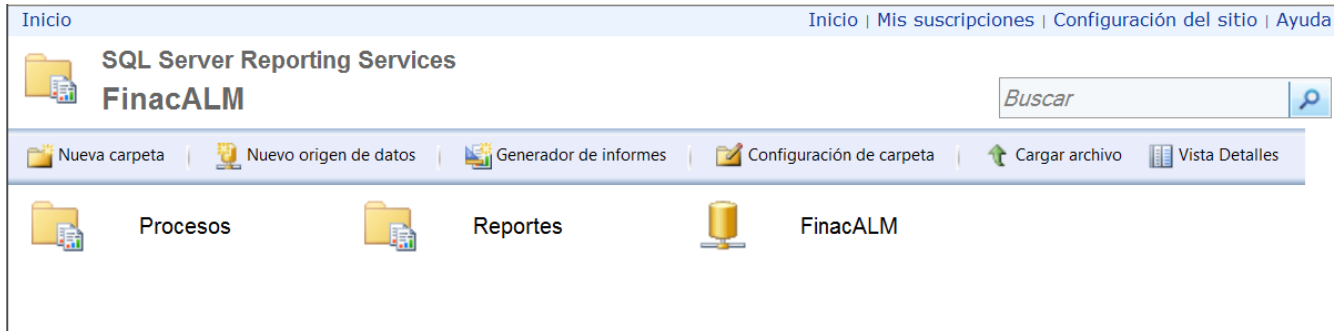 Inicio Inicio | Mis suscripciones | Configuración del sitio | Ayuda
SQL Server Reporting Services
FinacALM
Buscar
Nueva carpeta | Nuevo origen de datos | Generador de informes | Configuración de carpeta | Cargar archivo Vista Detalles
Procesos Reportes FinacALM